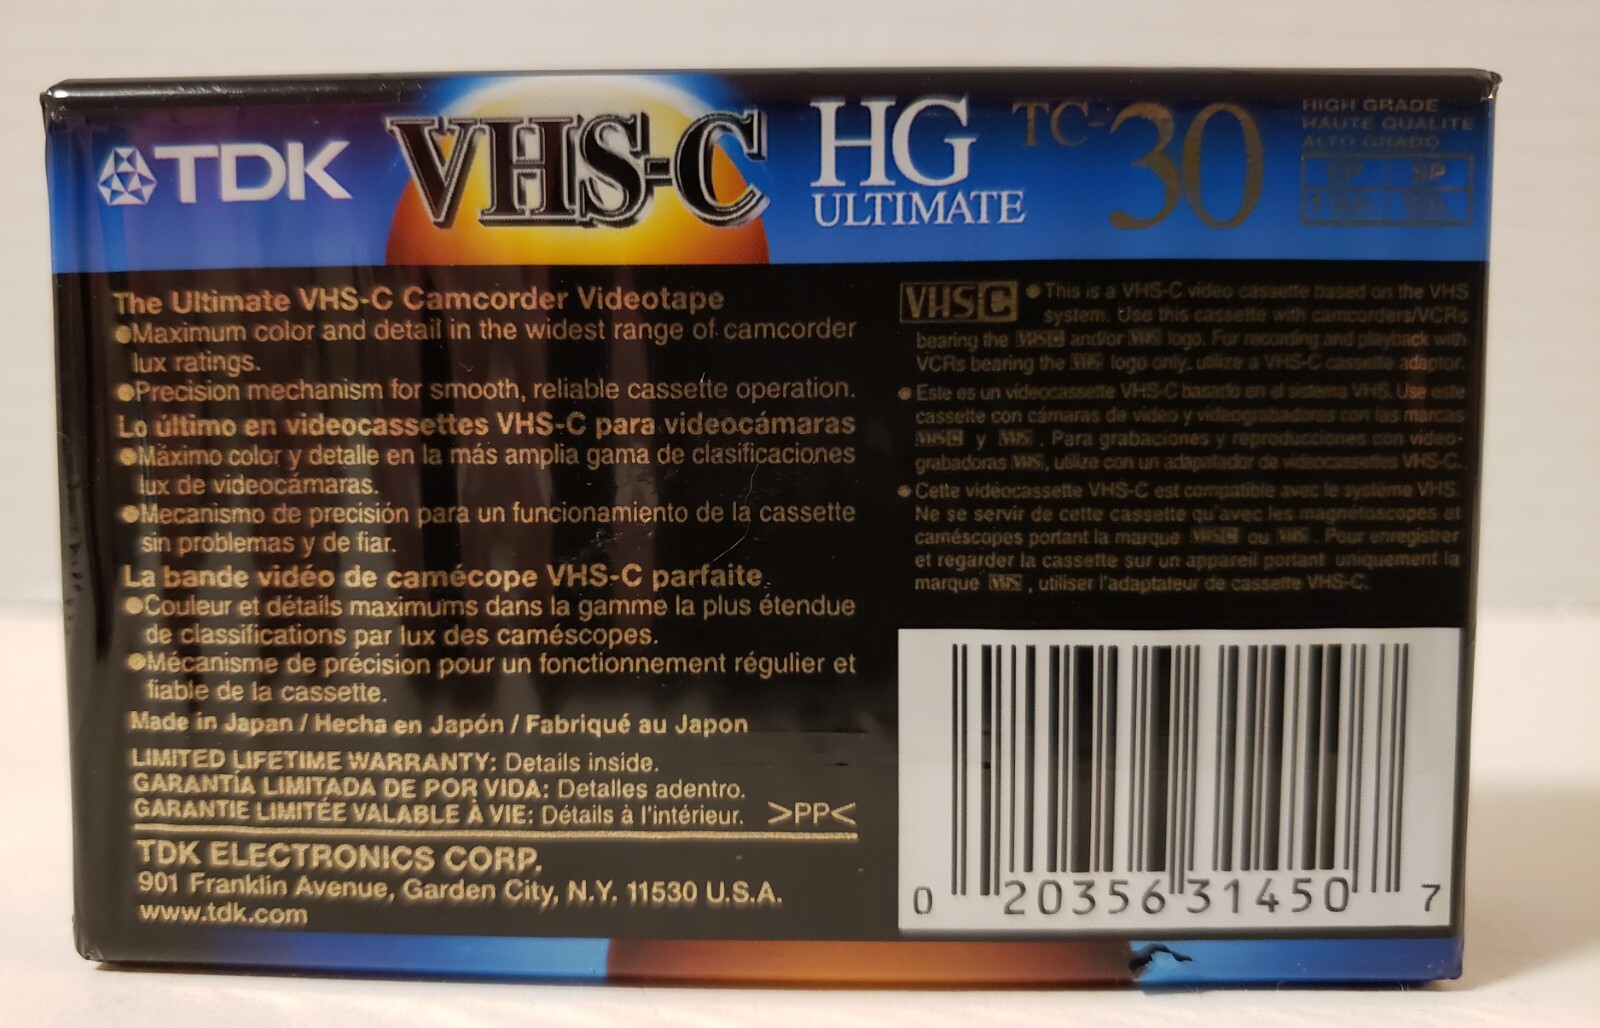 TDK VHS-C HG ULTIMATE TC-30
HIGH GRADE
HAUTE QUALITE
ALTO GRADO
EP SP
The Ultimate VHS-C Camcorder Videotape
●Maximum color and detail in the widest range of camcorder
lux ratings.
●Precision mechanism for smooth, reliable cassette operation.
Lo último en videocassettes VHS-C para videocámaras
●Máximo color y detalle en la más amplia gama de clasificaciones
lux de videocámaras.
●Mecanismo de precisión para un funcionamiento de la cassette
sin problemas y de fiar.
La bande vidéo de camécope VHS-C parfaite
●Couleur et détails maximums dans la gamme la plus étendue
de classifications par lux des caméscopes.
●Mécanisme de précision pour un fonctionnement régulier et
fiable de la cassette.
Made in Japan / Hecha en Japón / Fabriqué au Japon
LIMITED LIFETIME WARRANTY: Details inside.
GARANTÍA LIMITADA DE POR VIDA: Detalles adentro.
GARANTIE LIMITÉE VALABLE À VIE: Détails à l'intérieur. >PP<
TDK ELECTRONICS CORP.
901 Franklin Avenue, Garden City, N.Y. 11530 U.S.A.
www.tdk.com
VHSC ● This is a VHS-C video cassette based on the VHS
system. Use this cassette with camcorders/VCRs
bearing the VHSC and/or VHS logo. For recording and playback with
VCRs bearing the VHS logo only, utilize a VHS-C cassette adaptor.
● Este es un videocassette VHS-C basado en el sistema VHS. Use este
cassette con cámaras de video y videograbadoras con las marcas
VHSC y VHS. Para grabaciones y reproducciones con video-
grabadoras VHS, utilize con un adapatador de videocassettes VHS-C.
● Cette vidéocassette VHS-C est compatible avec le système VHS.
Ne se servir de cette cassette qu'avec les magnétoscopes et
caméscopes portant la marque VHSC ou VHS. Pour enregistrer
et regarder la cassette sur un appareil portant uniquement la
marque VHS, utiliser l'adaptateur de cassette VHS-C.
0 20356 31450 7